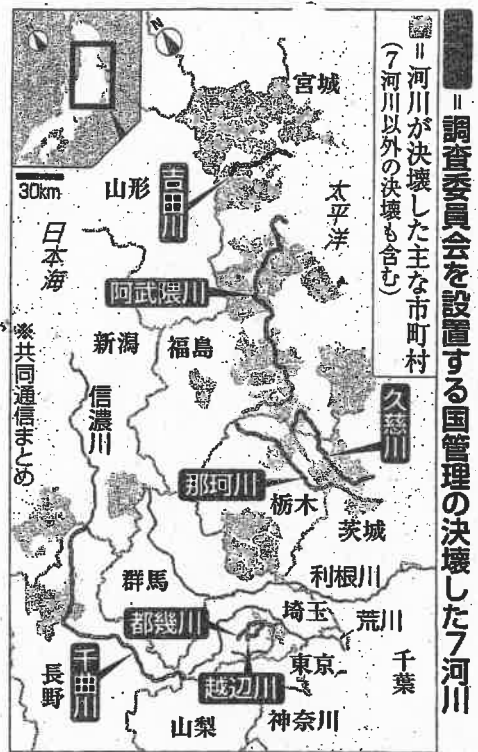 =調査委員会を設置する国管理の決壊した7河川
=河川が決壊した主な市町村
(7河川以外の決壊も含む)
N
30km
宮城
山形
吉田川
太平洋
日本海
阿武隈川
新潟
福島
信濃川
※共同通信まとめ
久慈川
那珂川
栃木
茨城
群馬
利根川
都幾川
埼玉
荒川
千葉
長野
千曲川
越辺川
東京
山梨
神奈川